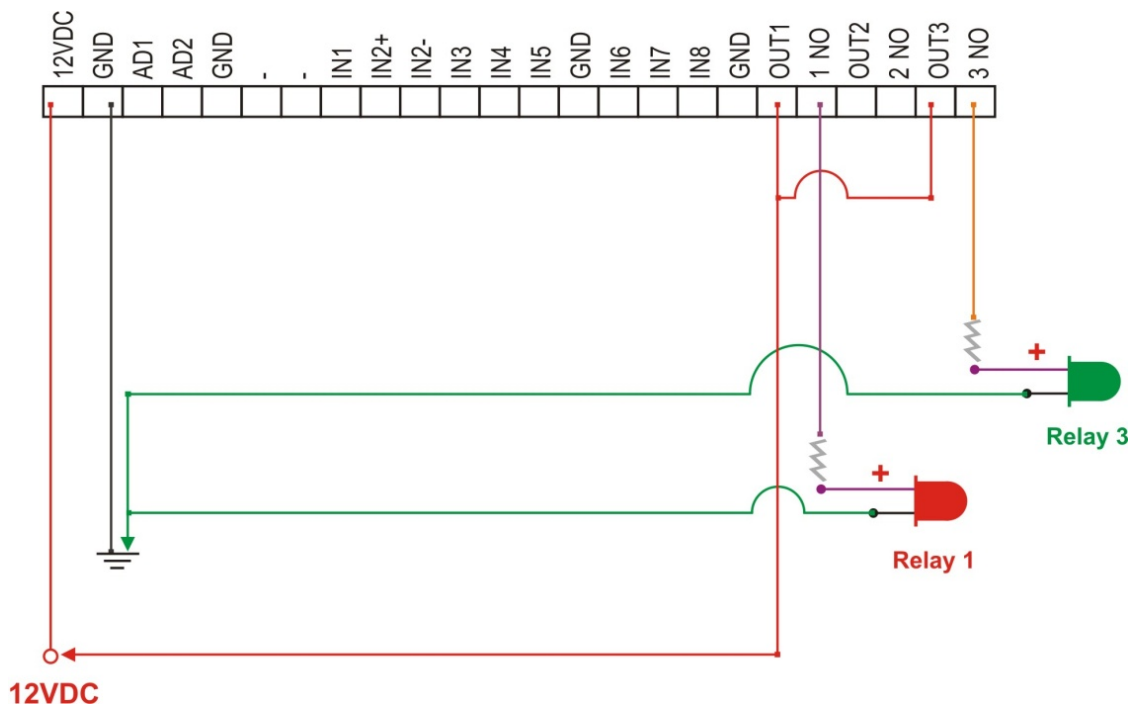 12VDC
GND
AD1
AD2
GND
-
-
IN1
IN2+
IN2-
IN3
IN4
IN5
GND
IN6
IN7
IN8
GND
OUT1
1 NO
OUT2
2 NO
OUT3
3 NO
+
Relay 3
+
Relay 1
12VDC